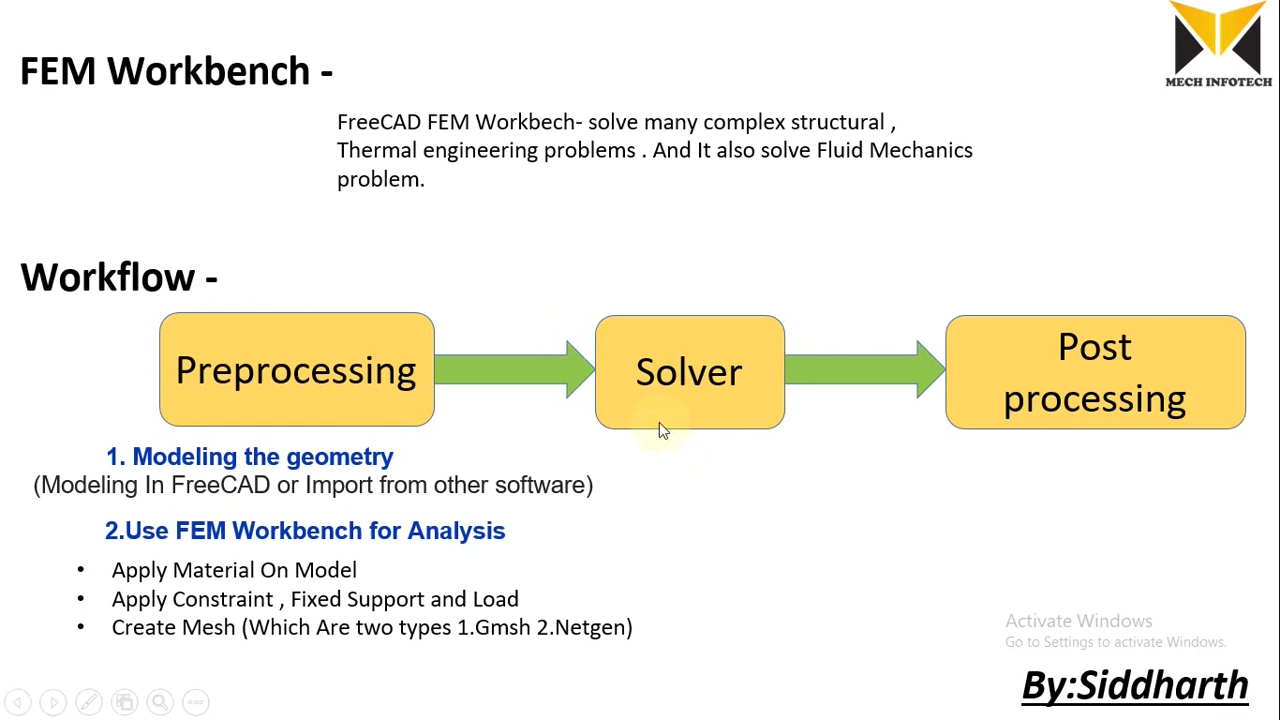 MECH INFOTECH
FEM Workbench -
FreeCAD FEM Workbech- solve many complex structural ,
Thermal engineering problems . And It also solve Fluid Mechanics
problem.
Workflow -
Preprocessing
Solver
Post
processing
1. Modeling the geometry
(Modeling In FreeCAD or Import from other software)
2.Use FEM Workbench for Analysis
• Apply Material On Model
• Apply Constraint , Fixed Support and Load
• Create Mesh (Which Are two types 1.Gmsh 2.Netgen)
Activate Windows
Go to Settings to activate Windows.
By:Siddharth